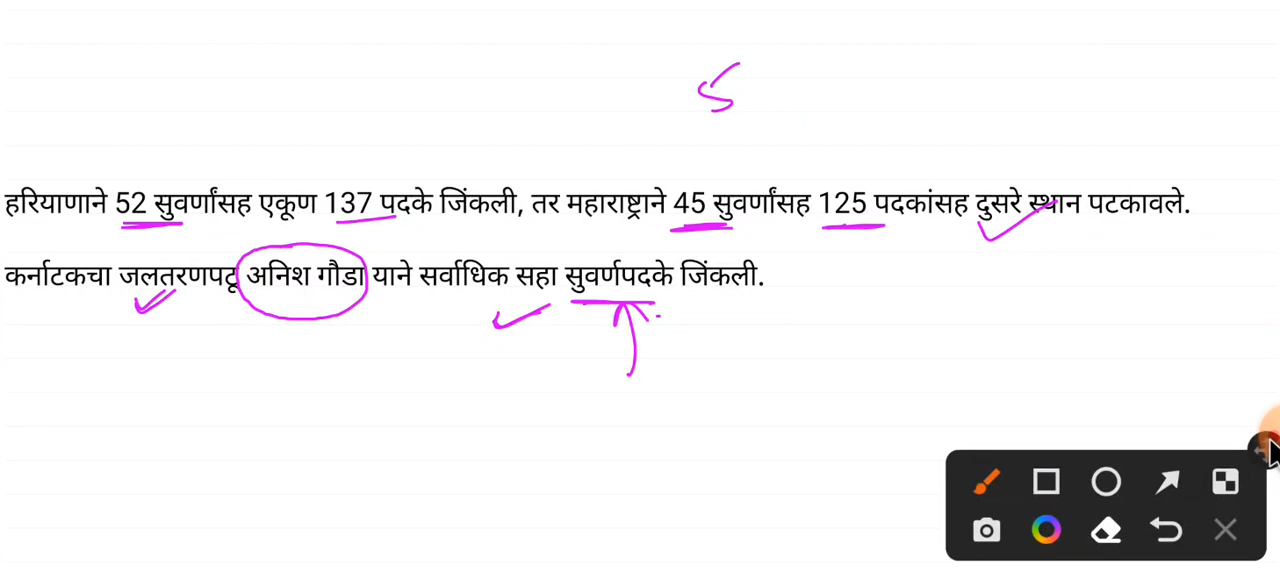 5
हरियाणाने 52 सुवर्णांसह एकूण 137 पदके जिंकली, तर महाराष्ट्राने 45 सुवर्णांसह 125 पदकांसह दुसरे स्थान पटकावले.
कर्नाटकचा जलतरणपटू अनिश गौडा याने सर्वाधिक सहा सुवर्णपदके जिंकली.